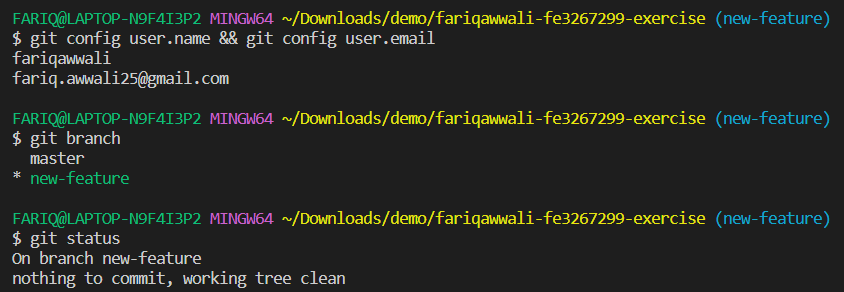 FARIQ@LAPTOP-N9F4I3P2 MINGW64 ~/Downloads/demo/fariqawwali-fe3267299-exercise (new-feature)
$ git config user.name && git config user.email
fariqawwali
fariq.awwali25@gmail.com
FARIQ@LAPTOP-N9F4I3P2 MINGW64 ~/Downloads/demo/fariqawwali-fe3267299-exercise (new-feature)
$ git branch
  master
* new-feature
FARIQ@LAPTOP-N9F4I3P2 MINGW64 ~/Downloads/demo/fariqawwali-fe3267299-exercise (new-feature)
$ git status
On branch new-feature
nothing to commit, working tree clean